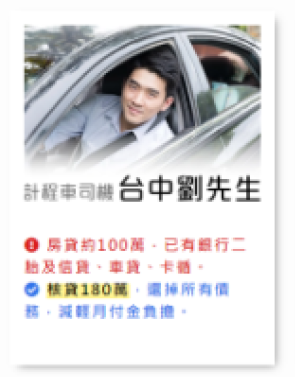 計程車司機 台中劉先生
房貸約100萬，已有銀行二
胎及信貸、車貸、卡循。
核貸180萬，還掉所有債
務，減輕月付金負擔。